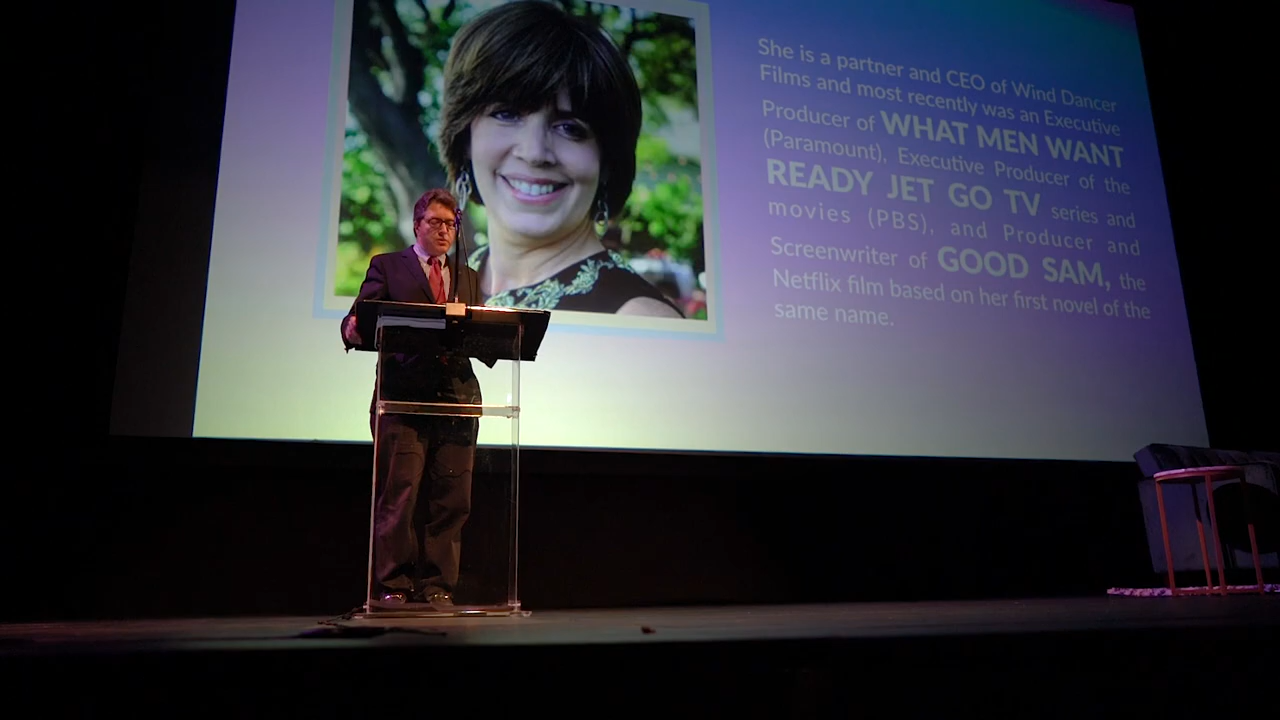 She is a partner and CEO of Wind Dancer
Films and most recently was an Executive
Producer of WHAT MEN WANT
(Paramount), Executive Producer of the
READY JET GO TV series and
movies (PBS), and Producer and
Screenwriter of GOOD SAM, the
Netflix film based on her first novel of the
same name.